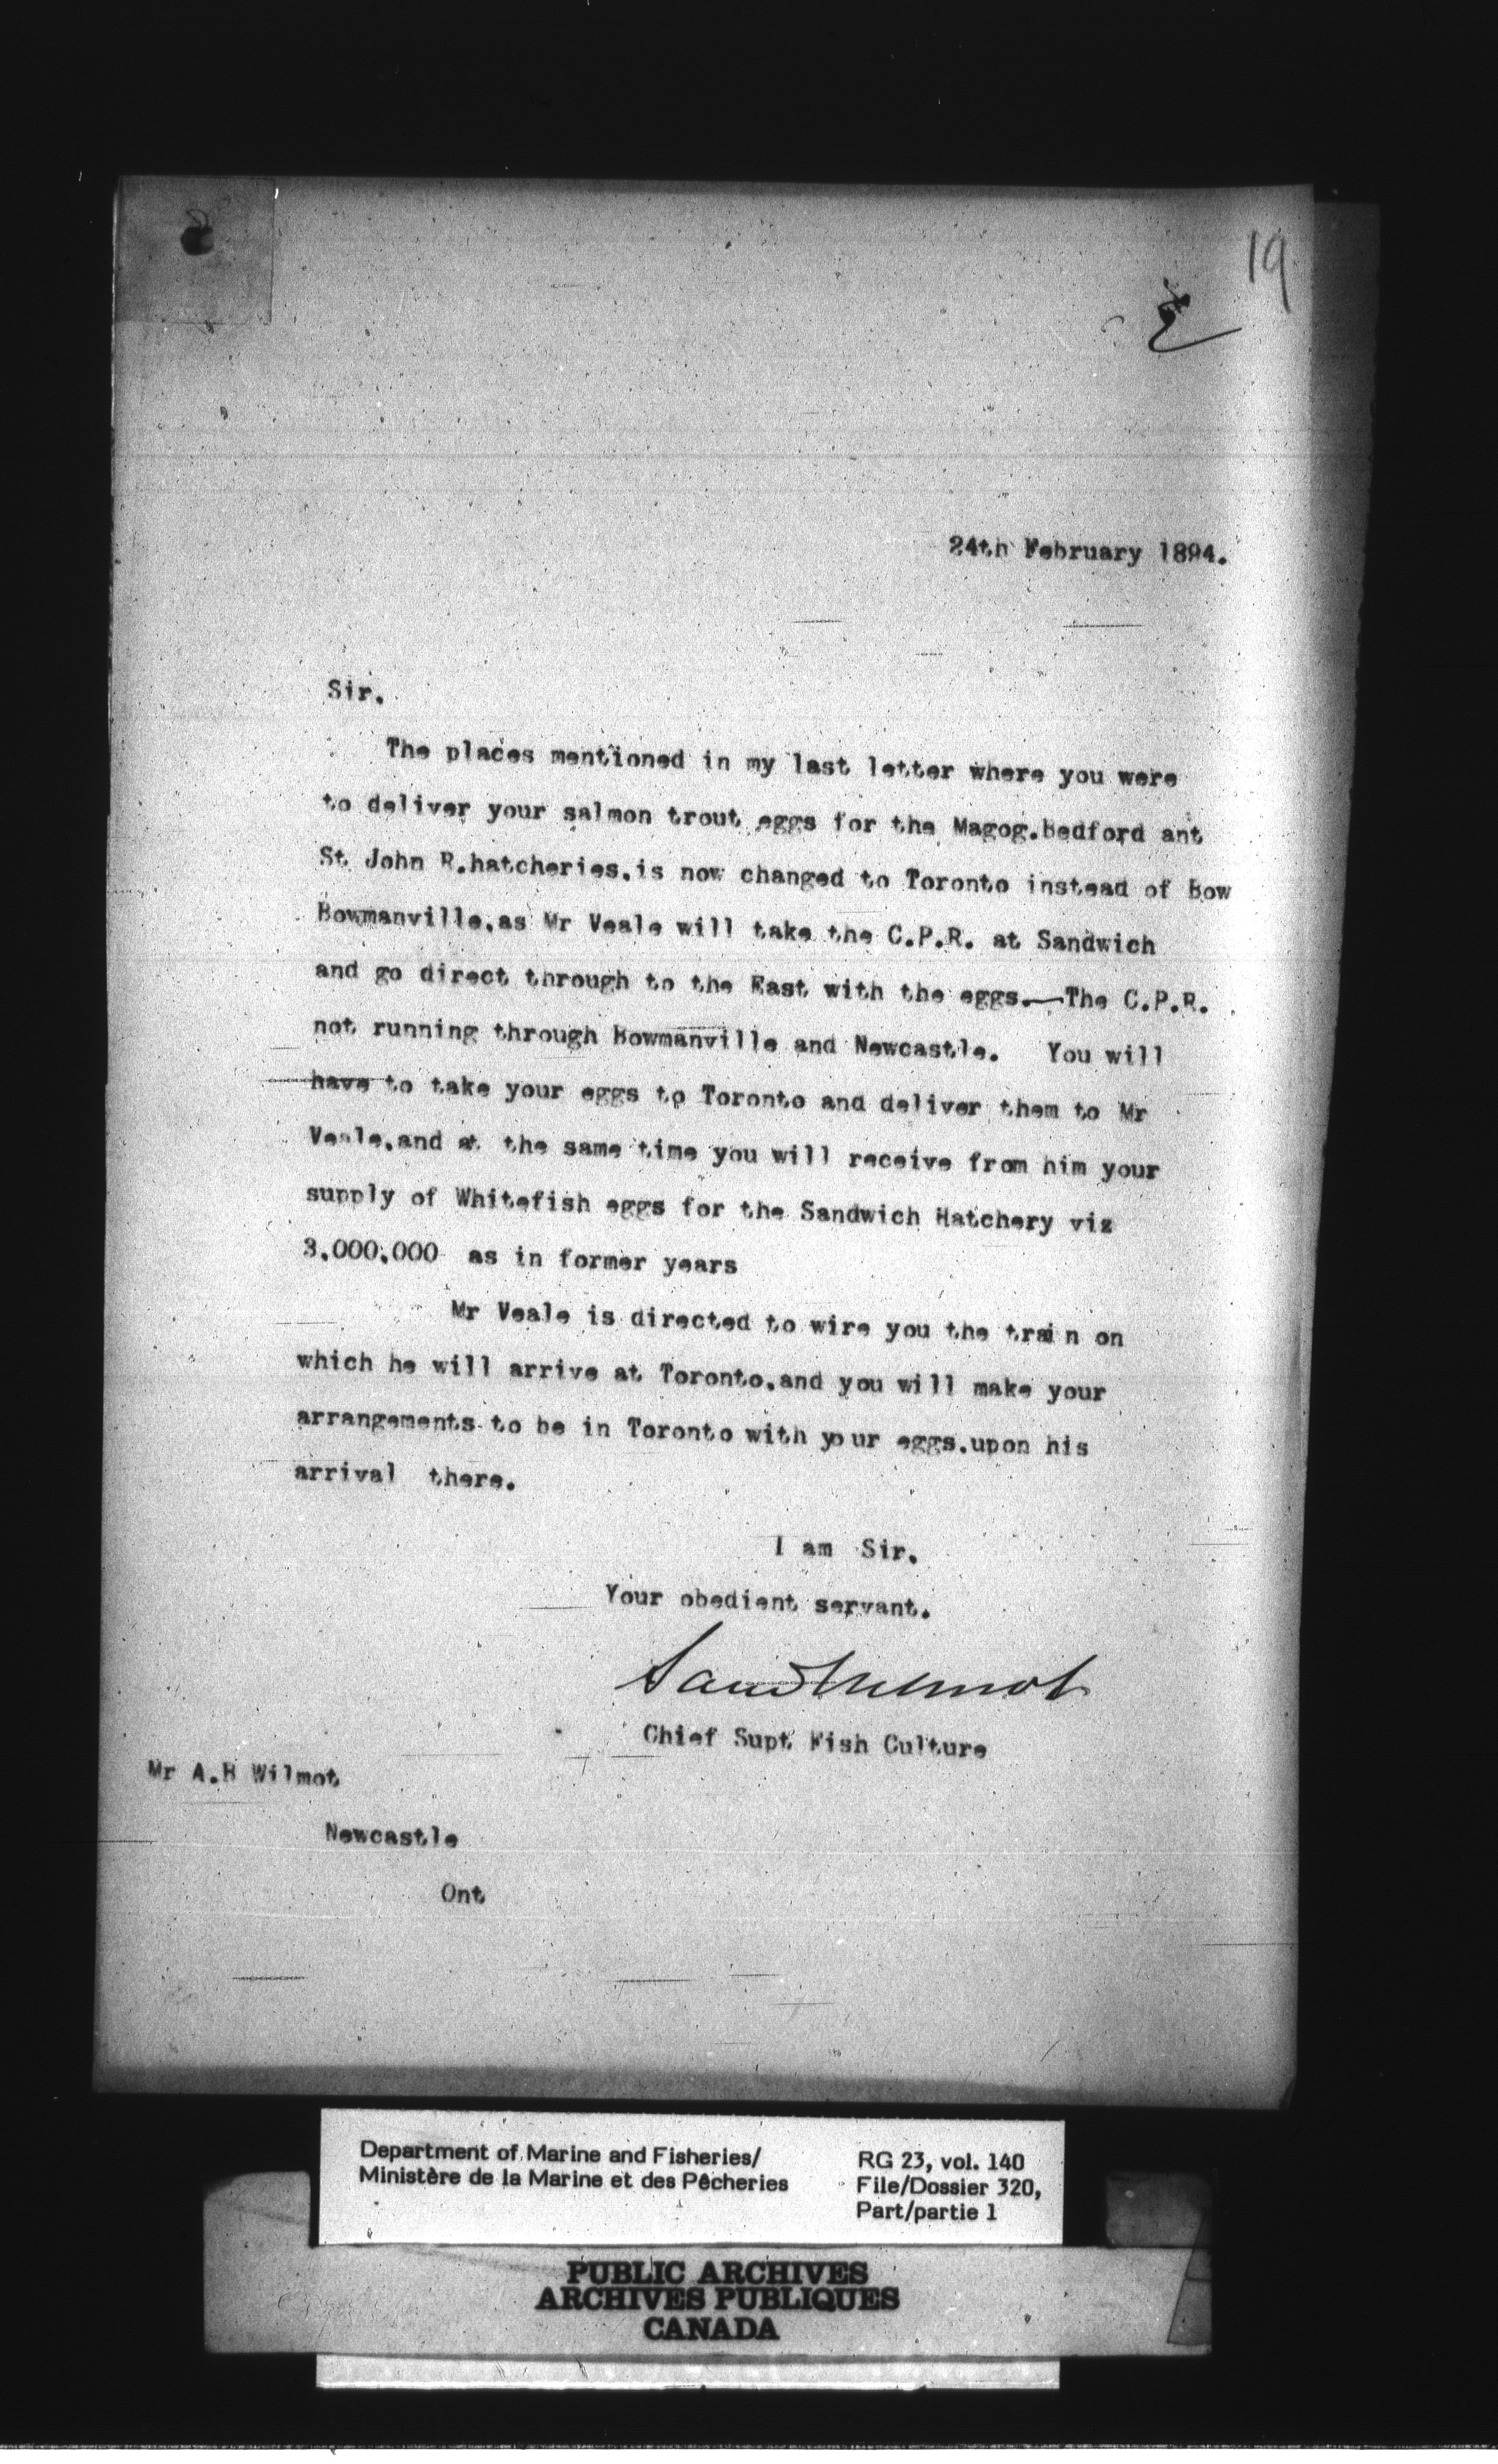 19
24th February 1894.
Sir.
The places mentioned in my last letter where you were
to deliver your salmon trout eggs for the Magog.Bedford ant
St John R.hatcheries.is now changed to Toronto instead of Bow
Bowmanville.as Mr Veale will take the C.P.R. at Sandwich
and go direct through to the East with the eggs.—The C.P.R.
not running through Bowmanville and Newcastle. You will
have to take your eggs to Toronto and deliver them to Mr
Veale.and at the same time you will receive from him your
supply of Whitefish eggs for the Sandwich Hatchery viz
3.000.000 as in former years
Mr Veale is directed to wire you the train on
which he will arrive at Toronto.and you will make your
arrangements to be in Toronto with your eggs.upon his
arrival there.
I am Sir.
Your obedient servant.
Saml Wilmot
Chief Supt Fish Culture
Mr A.B Wilmot
Newcastle
Ont
Department of Marine and Fisheries/
Ministère de la Marine et des Pêcheries
RG 23, vol. 140
File/Dossier 320,
Part/partie 1
PUBLIC ARCHIVES
ARCHIVES PUBLIQUES
CANADA